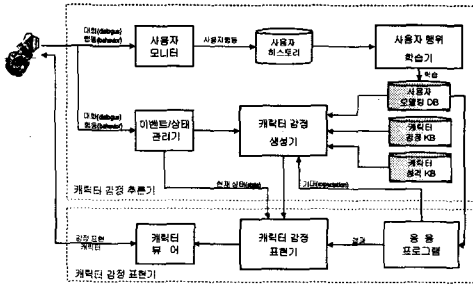 대화(dialogue)
행동(behavior)
사용자
모니터
사용자행동
사용자
히스토리
사용자 행위
학습기
학습
사용자
모델링 DB
대화(dialogue)
행동(behavior)
이벤트/상태
관리기
캐릭터 감정
생성기
캐릭터
감정 KB
캐릭터
성격 KB
현재 상태(state)
기대(expectation)
캐릭터 감정 추론기
감정 표현
캐릭터
캐릭터
뷰 어
캐릭터 감정
표현기
결과
응 용
프로그램
캐릭터 감정 표현기